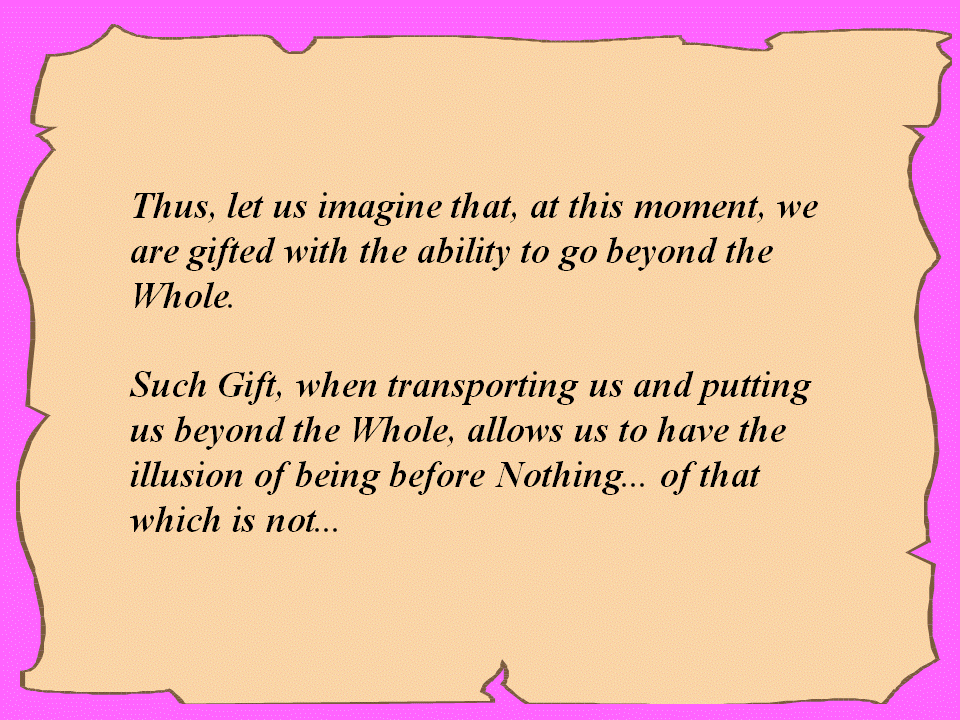 Thus, let us imagine that, at this moment, we
are gifted with the ability to go beyond the
Whole.
Such Gift, when transporting us and putting
us beyond the Whole, allows us to have the
illusion of being before Nothing... of that
which is not...